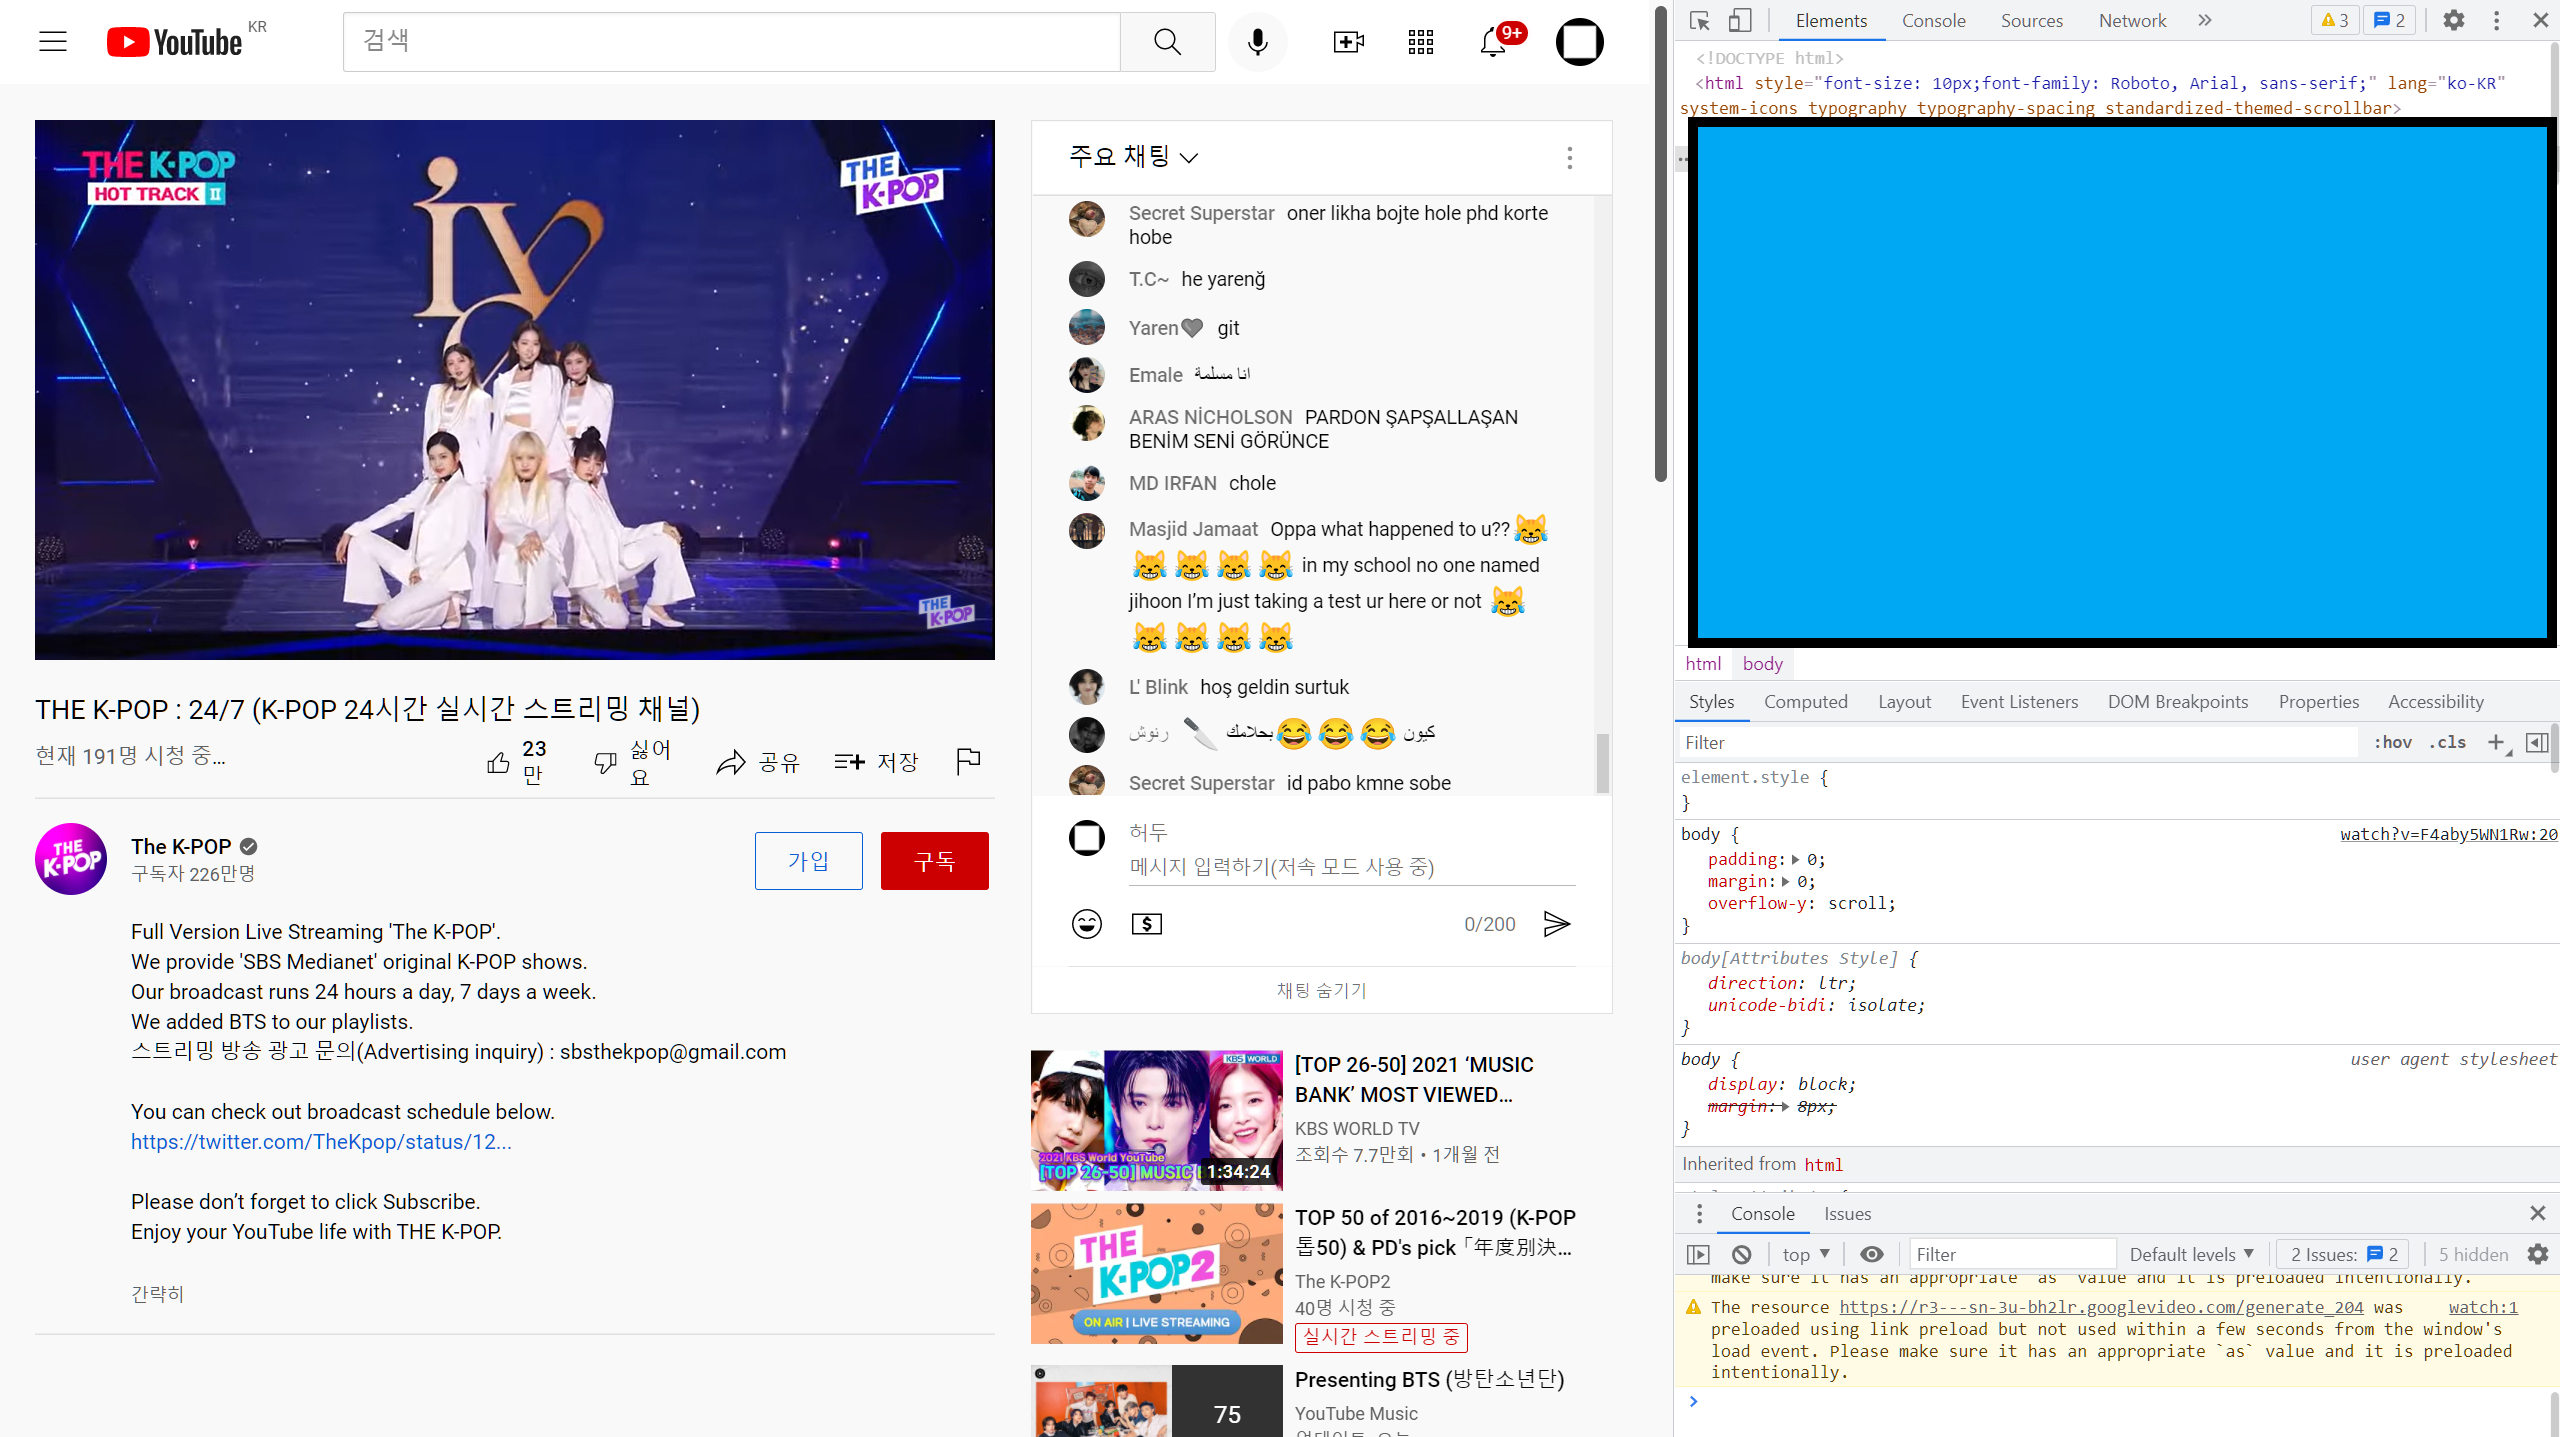 YouTube KR
검색
9+
THE K-POP
HOT TRACK II
THE K-POP
IV
THE K-POP
THE K-POP : 24/7 (K-POP 24시간 실시간 스트리밍 채널)
현재 191명 시청 중...
23만
싫어요
공유
저장
The K-POP
구독자 226만명
가입
구독
THE K-POP
Full Version Live Streaming 'The K-POP'.
We provide 'SBS Medianet' original K-POP shows.
Our broadcast runs 24 hours a day, 7 days a week.
We added BTS to our playlists.
스트리밍 방송 광고 문의(Advertising inquiry) : sbsthekpop@gmail.com
You can check out broadcast schedule below.
https://twitter.com/TheKpop/status/12...
Please don’t forget to click Subscribe.
Enjoy your YouTube life with THE K-POP.
간략히
주요 채팅
Secret Superstar oner likha bojte hole phd korte
hobe
T.C~ he yarenğ
Yaren🖤 git
Emale انا مسلمة
ARAS NİCHOLSON PARDON ŞAPŞALLAŞAN
BENİM SENİ GÖRÜNCE
MD IRFAN chole
Masjid Jamaat Oppa what happened to u??😹
😹😹😹😹 in my school no one named
jihoon I’m just taking a test ur here or not 😹
😹😹😹😹
L' Blink hoş geldin surtuk
رنوش 🔪 بحلامك😂😂😂 كيون
Secret Superstar id pabo kmne sobe
허두
메시지 입력하기(저속 모드 사용 중)
0/200
채팅 숨기기
KBS WORLD
2021 KBS World YouTube
[TOP 26-50] MUSIC B
1:34:24
[TOP 26-50] 2021 ‘MUSIC
BANK’ MOST VIEWED...
KBS WORLD TV
조회수 7.7만회 • 1개월 전
THE K-POP2
ON AIR | LIVE STREAMING
TOP 50 of 2016~2019 (K-POP
톱50) & PD's pick「年度別決...
The K-POP2
40명 시청 중
실시간 스트리밍 중
75
Presenting BTS (방탄소년단)
YouTube Music
Elements Console Sources Network » 3 2
<!DOCTYPE html>
<html style="font-size: 10px;font-family: Roboto, Arial, sans-serif;" lang="ko-KR"
system-icons typography typography-spacing standardized-themed-scrollbar>
html body
Styles Computed Layout Event Listeners DOM Breakpoints Properties Accessibility
Filter :hov .cls +
element.style {
}
body { watch?v=F4aby5WN1Rw:20
padding: 0;
margin: 0;
overflow-y: scroll;
}
body[Attributes Style] {
direction: ltr;
unicode-bidi: isolate;
}
body { user agent stylesheet
display: block;
margin: 8px;
}
Inherited from html
Console Issues
top Filter Default levels 2 Issues: 2 5 hidden
make sure it has an appropriate `as` value and it is preloaded intentionally.
The resource https://r3---sn-3u-bh2lr.googlevideo.com/generate_204 was watch:1
preloaded using link preload but not used within a few seconds from the window's
load event. Please make sure it has an appropriate `as` value and it is preloaded
intentionally.